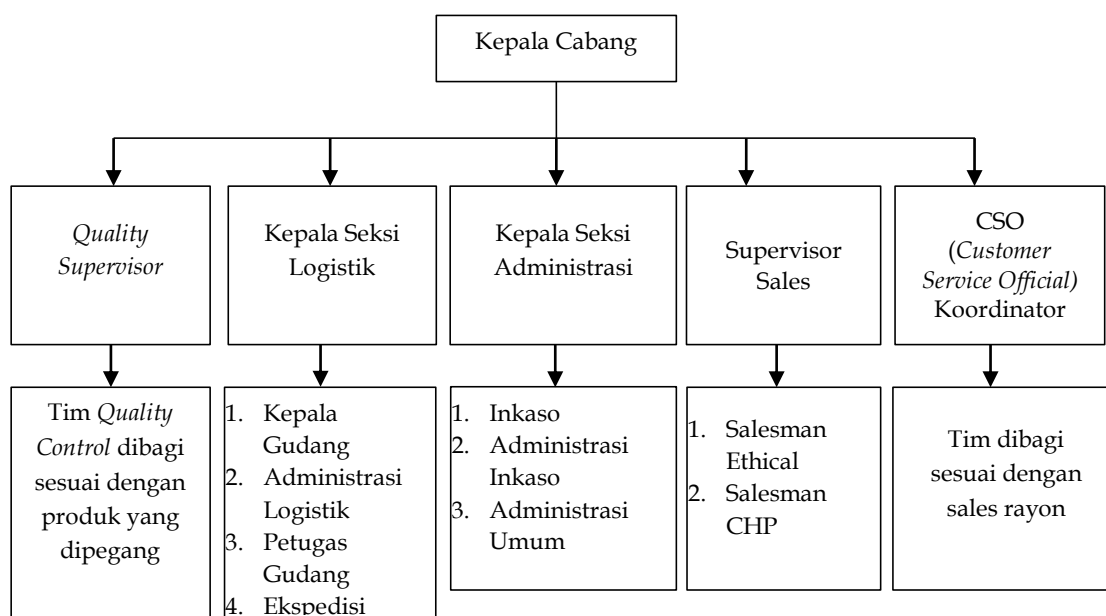 Kepala Cabang
Quality
Supervisor
Kepala Seksi
Logistik
Kepala Seksi
Administrasi
Supervisor
Sales
CSO
(Customer
Service Official)
Koordinator
Tim Quality
Control dibagi
sesuai dengan
produk yang
dipegang
1. Kepala
Gudang
2. Administrasi
Logistik
3. Petugas
Gudang
4. Ekspedisi
1. Inkaso
2. Administrasi
Inkaso
3. Administrasi
Umum
1. Salesman
Ethical
2. Salesman
CHP
Tim dibagi
sesuai dengan
sales rayon